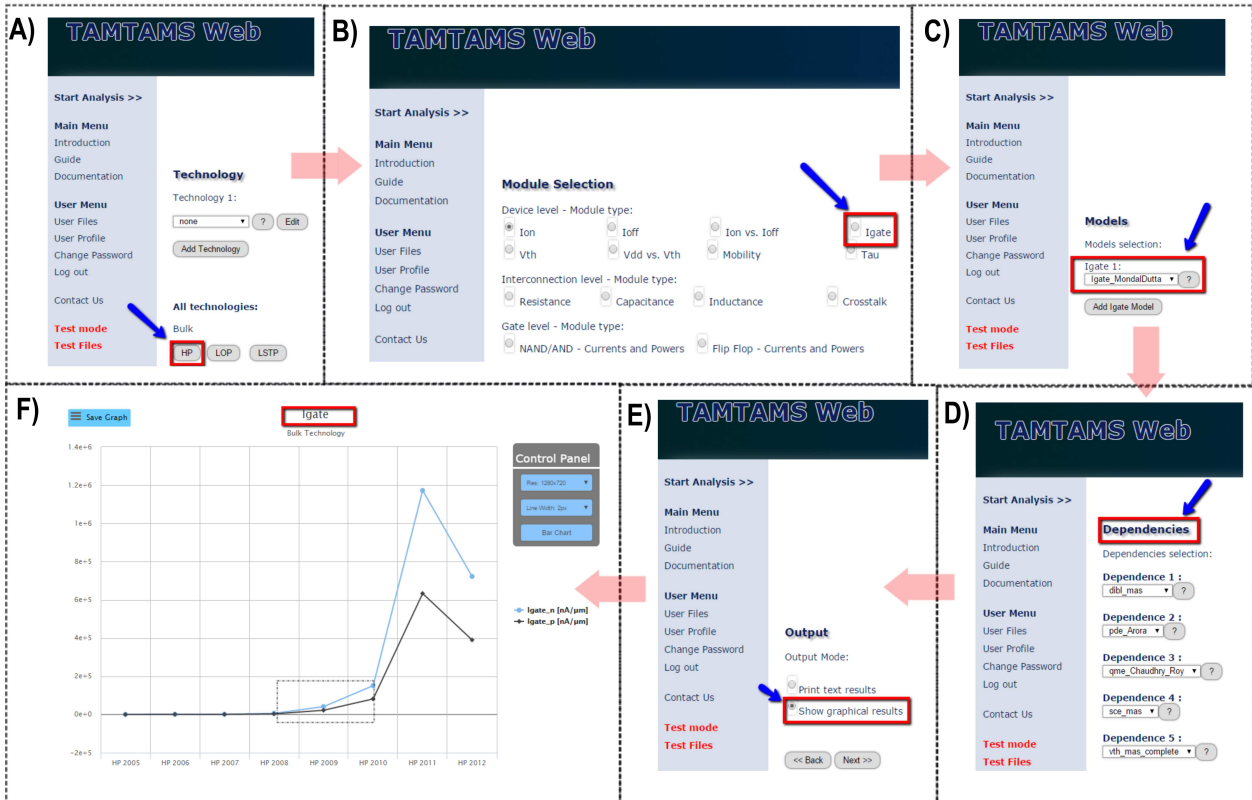 A)
TAMTAMS Web
Start Analysis >>
Main Menu
Introduction
Guide
Documentation
User Menu
User Files
User Profile
Change Password
Log out
Contact Us
Test mode
Test Files
Technology
Technology 1:
none ? Edit
Add Technology
All technologies:
Bulk
HP LOP LSTP
B)
TAMTAMS Web
Start Analysis >>
Main Menu
Introduction
Guide
Documentation
User Menu
User Files
User Profile
Change Password
Log out
Contact Us
Module Selection
Device level - Module type:
Ion Ioff Ion vs. Ioff Igate
Vth Vdd vs. Vth Mobility Tau
Interconnection level - Module type:
Resistance Capacitance Inductance Crosstalk
Gate level - Module type:
NAND/AND - Currents and Powers Flip Flop - Currents and Powers
C)
TAMTAMS Web
Start Analysis >>
Main Menu
Introduction
Guide
Documentation
User Menu
User Files
User Profile
Change Password
Log out
Contact Us
Test mode
Test Files
Models
Models selection:
Igate 1:
Igate_MondalDutta ?
Add Igate Model
D)
TAMTAMS Web
Start Analysis >>
Main Menu
Introduction
Guide
Documentation
User Menu
User Files
User Profile
Change Password
Log out
Contact Us
Test mode
Test Files
Dependencies
Dependencies selection:
Dependence 1 :
dibl_mas ?
Dependence 2 :
pde_Arora ?
Dependence 3 :
qme_Chaudhry_Roy ?
Dependence 4 :
sce_mas ?
Dependence 5 :
vth_mas_complete ?
E)
TAMTAMS Web
Start Analysis >>
Main Menu
Introduction
Guide
Documentation
User Menu
User Files
User Profile
Change Password
Log out
Contact Us
Test mode
Test Files
Output
Output Mode:
Print text results
Show graphical results
<< Back Next >>
F)
Save Graph
Igate
Bulk Technology
1.4e+6
1.2e+6
1e+6
8e+5
6e+5
4e+5
2e+5
0e+0
-2e+5
HP 2005 HP 2006 HP 2007 HP 2008 HP 2009 HP 2010 HP 2011 HP 2012
Control Panel
Res: 1280x720
Line Width: 2px
Bar Chart
Igate_n [nA/μm]
Igate_p [nA/μm]